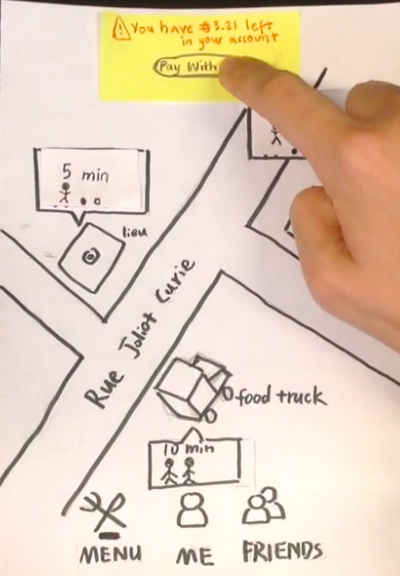 You have $3.21 left
in your account
Pay With
5 min
lieu
Rue Joliot Curie
food truck
10 min
MENU
ME
FRIENDS